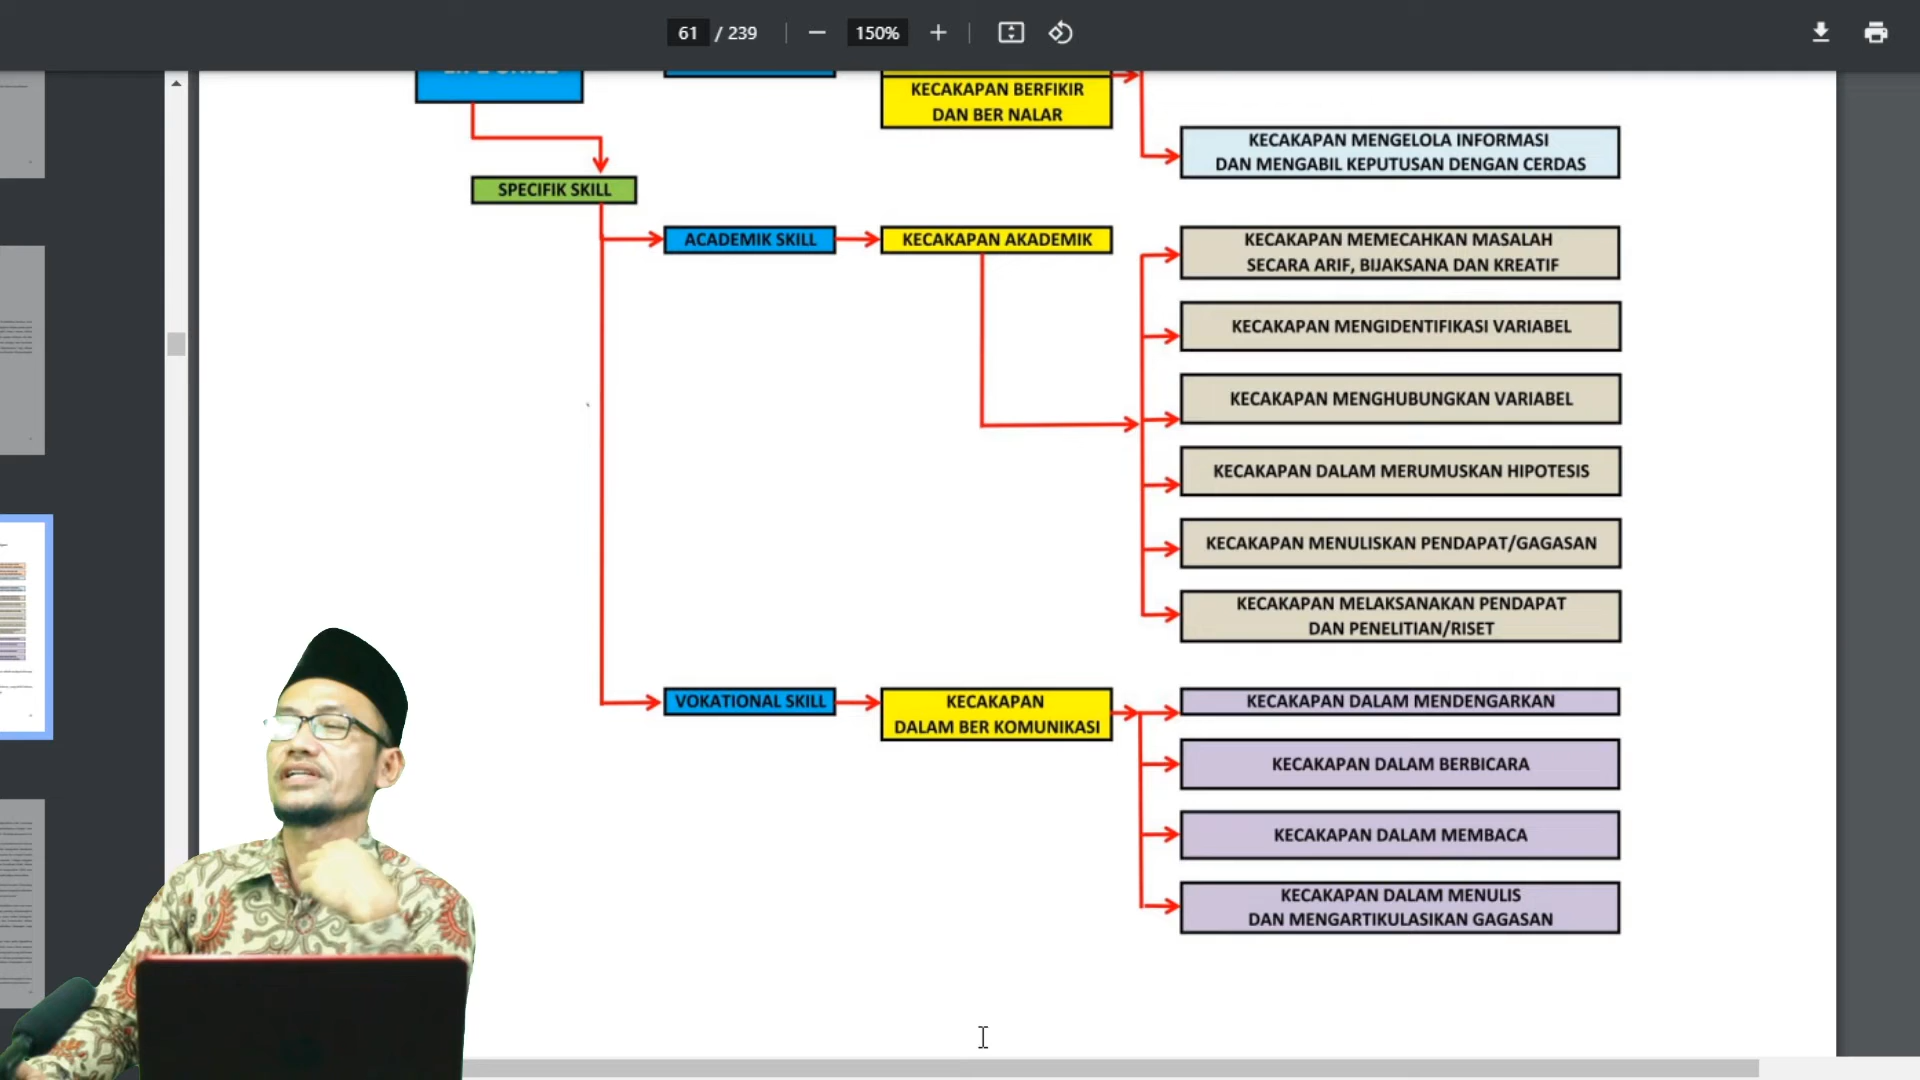 61 / 239
150%
KECAKAPAN BERFIKIR
DAN BER NALAR
KECAKAPAN MENGELOLA INFORMASI
DAN MENGABIL KEPUTUSAN DENGAN CERDAS
SPECIFIK SKILL
ACADEMIK SKILL
KECAKAPAN AKADEMIK
KECAKAPAN MEMECAHKAN MASALAH
SECARA ARIF, BIJAKSANA DAN KREATIF
KECAKAPAN MENGIDENTIFIKASI VARIABEL
KECAKAPAN MENGHUBUNGKAN VARIABEL
KECAKAPAN DALAM MERUMUSKAN HIPOTESIS
KECAKAPAN MENULISKAN PENDAPAT/GAGASAN
KECAKAPAN MELAKSANAKAN PENDAPAT
DAN PENELITIAN/RISET
VOKATIONAL SKILL
KECAKAPAN
DALAM BER KOMUNIKASI
KECAKAPAN DALAM MENDENGARKAN
KECAKAPAN DALAM BERBICARA
KECAKAPAN DALAM MEMBACA
KECAKAPAN DALAM MENULIS
DAN MENGARTIKULASIKAN GAGASAN